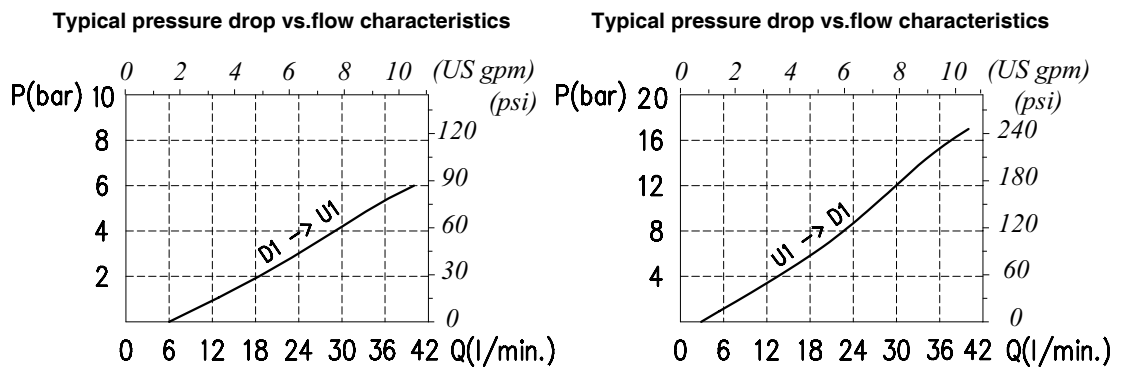 Typical pressure drop vs.flow characteristics
0 2 4 6 8 10 (US gpm)
P(bar) 10 (psi)
120
8
90
6
D1 -> U1
60
4
30
2
0
0 6 12 18 24 30 36 42 Q(l/min.)
Typical pressure drop vs.flow characteristics
0 2 4 6 8 10 (US gpm)
P(bar) 20 (psi)
240
16
180
12
U1 -> D1
120
8
60
4
0
0 6 12 18 24 30 36 42 Q(l/min.)